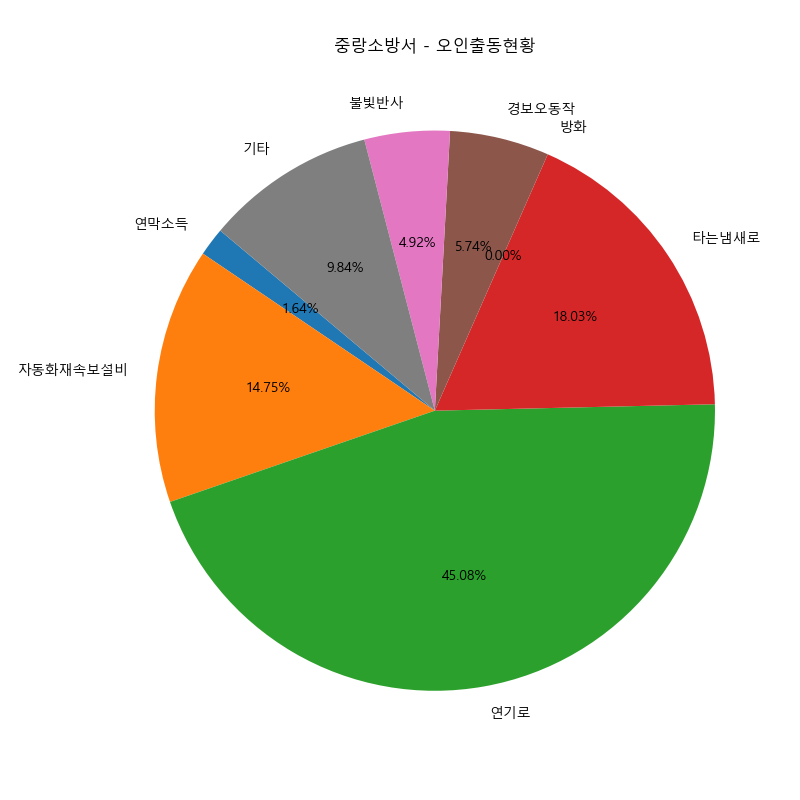 중랑소방서 - 오인출동현황
불빛반사
경보오동작
방화
기타
연막소득
타는냄새로
자동화재속보설비
연기로
4.92%
5.74%
0.00%
9.84%
1.64%
18.03%
14.75%
45.08%